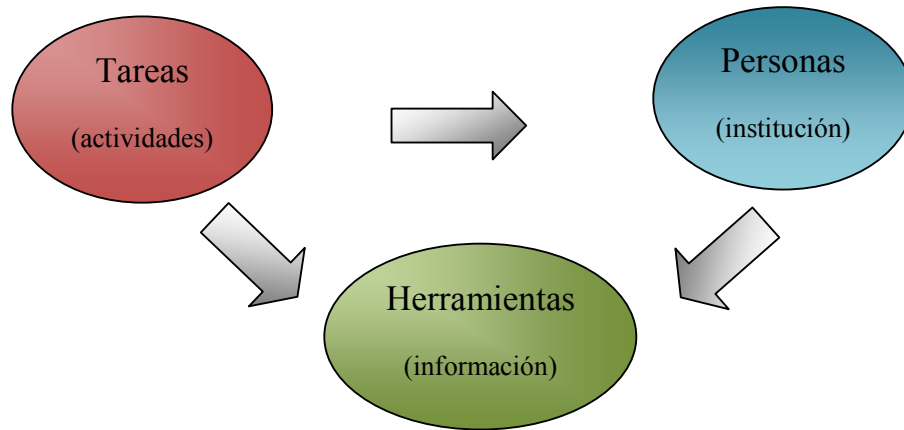 Tareas
(actividades)
Personas
(institución)
Herramientas
(información)